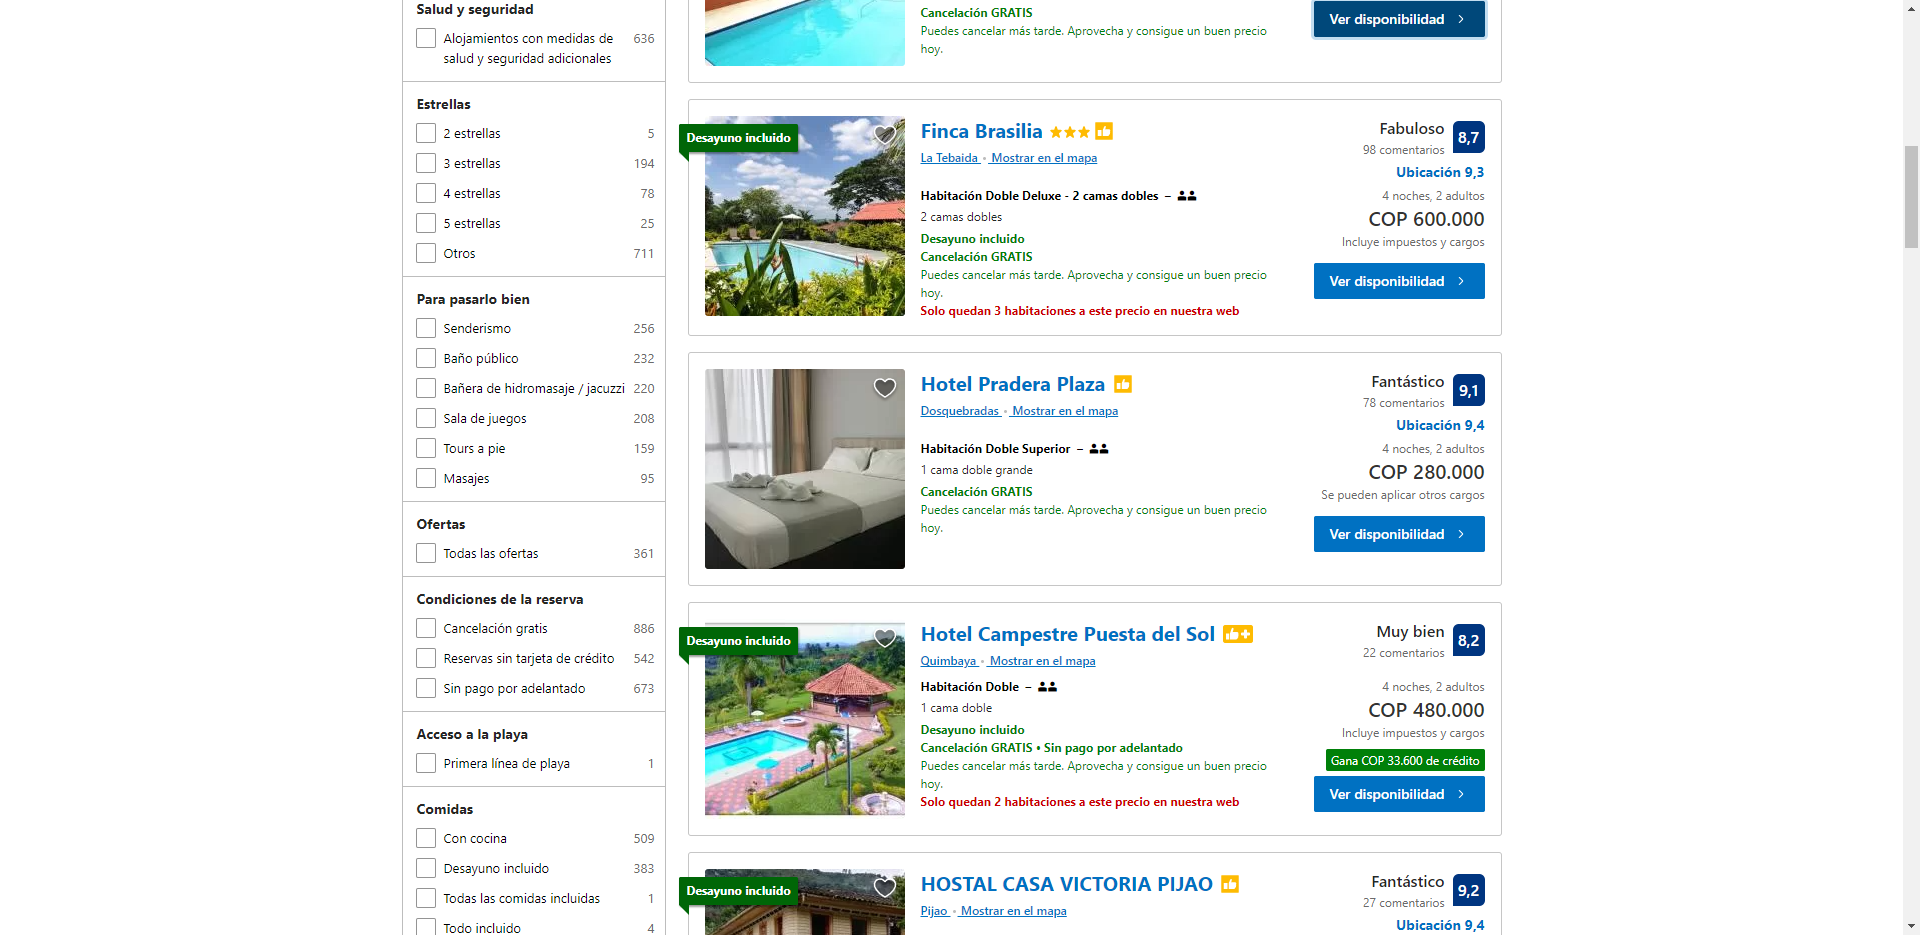 Salud y seguridad
Alojamientos con medidas de 636
salud y seguridad adicionales
Estrellas
2 estrellas 5
3 estrellas 194
4 estrellas 78
5 estrellas 25
Otros 711
Para pasarlo bien
Senderismo 256
Baño público 232
Bañera de hidromasaje / jacuzzi 220
Sala de juegos 208
Tours a pie 159
Masajes 95
Ofertas
Todas las ofertas 361
Condiciones de la reserva
Cancelación gratis 886
Reservas sin tarjeta de crédito 542
Sin pago por adelantado 673
Acceso a la playa
Primera línea de playa 1
Comidas
Con cocina 509
Desayuno incluido 383
Todas las comidas incluidas 1
Todo incluido 4
Cancelación GRATIS
Puedes cancelar más tarde. Aprovecha y consigue un buen precio
hoy.
Ver disponibilidad
Desayuno incluido
Finca Brasilia
La Tebaida • Mostrar en el mapa
Habitación Doble Deluxe - 2 camas dobles –
2 camas dobles
Desayuno incluido
Cancelación GRATIS
Puedes cancelar más tarde. Aprovecha y consigue un buen precio
hoy.
Solo quedan 3 habitaciones a este precio en nuestra web
Fabuloso 8,7
98 comentarios
Ubicación 9,3
4 noches, 2 adultos
COP 600.000
Incluye impuestos y cargos
Ver disponibilidad
Hotel Pradera Plaza
Dosquebradas • Mostrar en el mapa
Habitación Doble Superior –
1 cama doble grande
Cancelación GRATIS
Puedes cancelar más tarde. Aprovecha y consigue un buen precio
hoy.
Fantástico 9,1
78 comentarios
Ubicación 9,4
4 noches, 2 adultos
COP 280.000
Se pueden aplicar otros cargos
Ver disponibilidad
Desayuno incluido
Hotel Campestre Puesta del Sol
Quimbaya • Mostrar en el mapa
Habitación Doble –
1 cama doble
Desayuno incluido
Cancelación GRATIS • Sin pago por adelantado
Puedes cancelar más tarde. Aprovecha y consigue un buen precio
hoy.
Solo quedan 2 habitaciones a este precio en nuestra web
Muy bien 8,2
22 comentarios
4 noches, 2 adultos
COP 480.000
Incluye impuestos y cargos
Gana COP 33.600 de crédito
Ver disponibilidad
Desayuno incluido
HOSTAL CASA VICTORIA PIJAO
Pijao • Mostrar en el mapa
Fantástico 9,2
27 comentarios
Ubicación 9,4